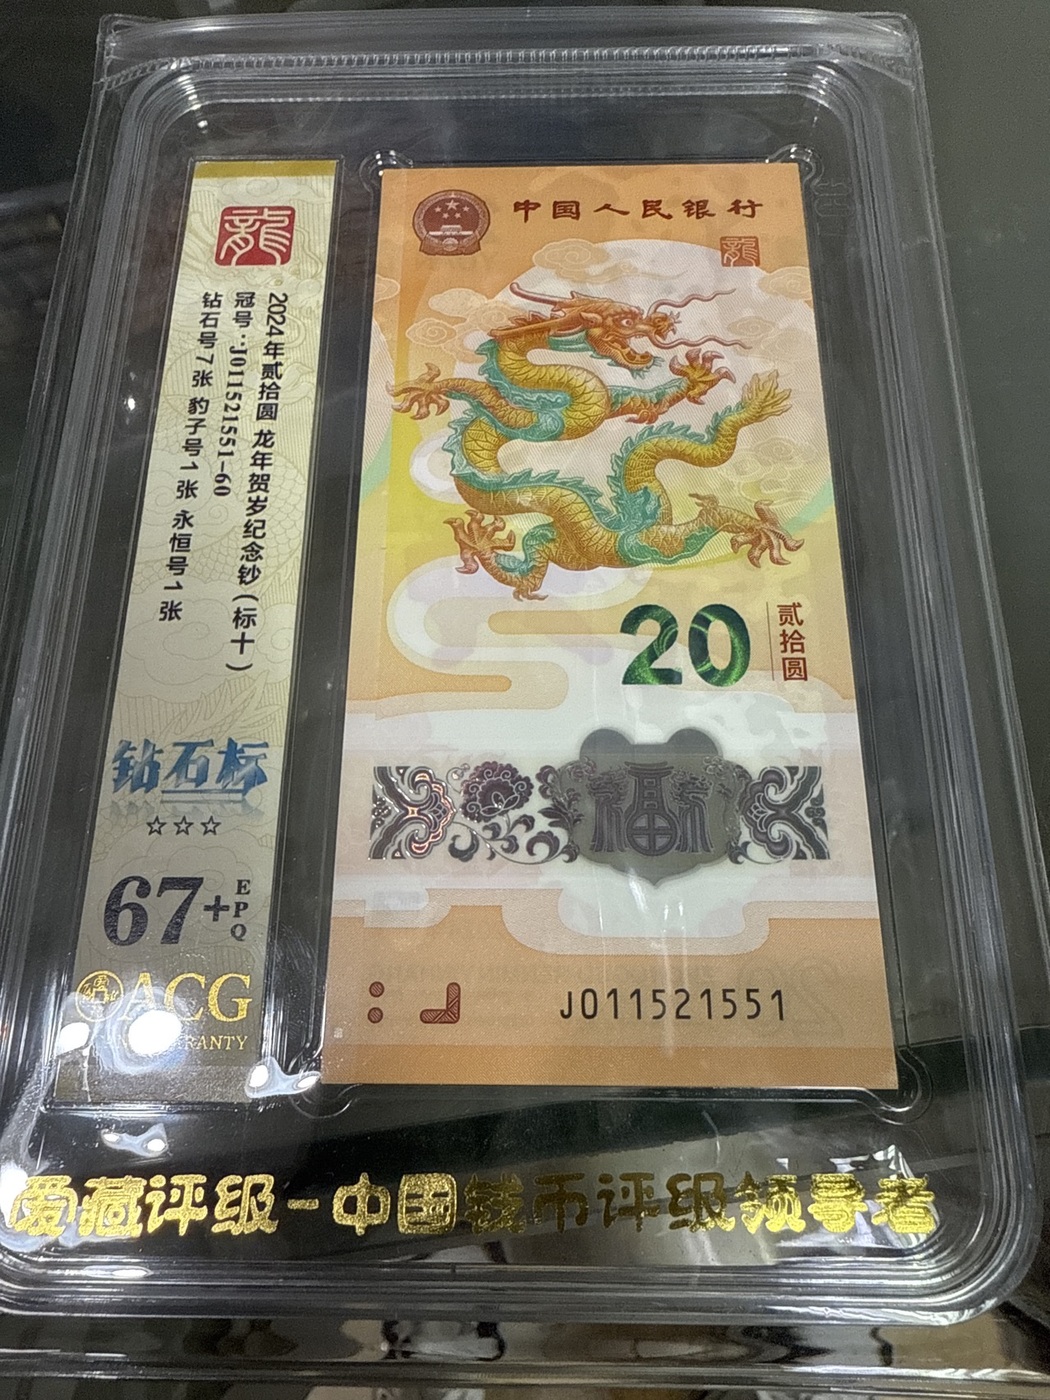 龍
2024年贰拾圆 龙年贺岁纪念钞(标十)
冠号:J011521551-60
钻石号7张 豹子号1张 永恒号1张
钻石标
☆☆☆
67+
EPQ
ACG
中国人民银行
龍
20
贰拾圆
福
J011521551
爱藏评级-中国钱币评级领导者